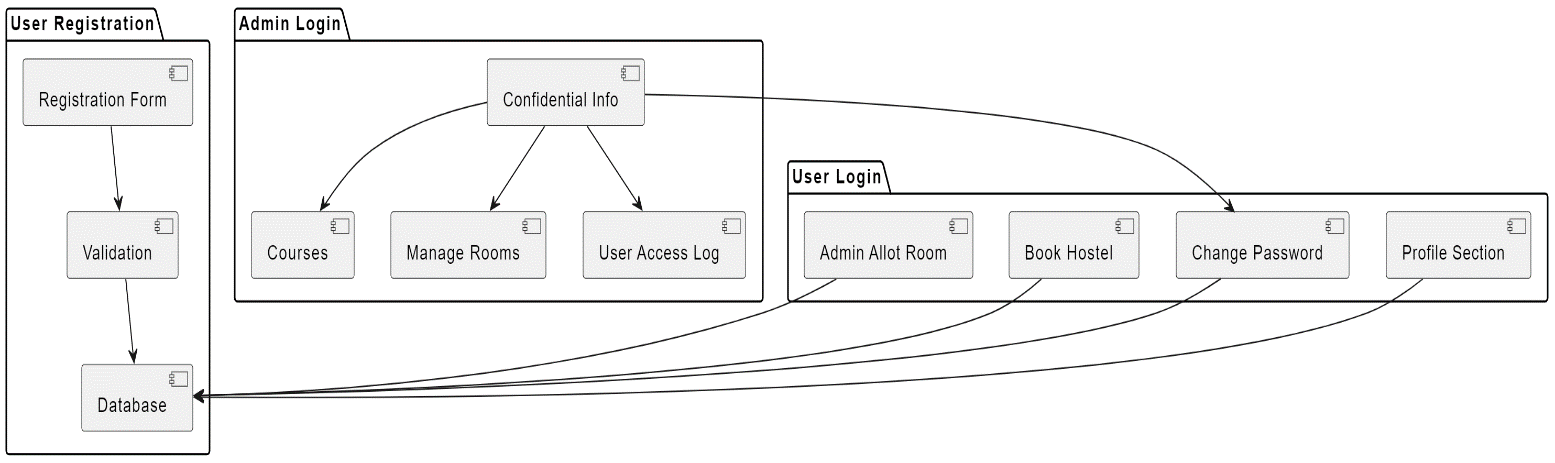 User Registration
Registration Form
Validation
Database
Admin Login
Confidential Info
Courses
Manage Rooms
User Access Log
User Login
Admin Allot Room
Book Hostel
Change Password
Profile Section